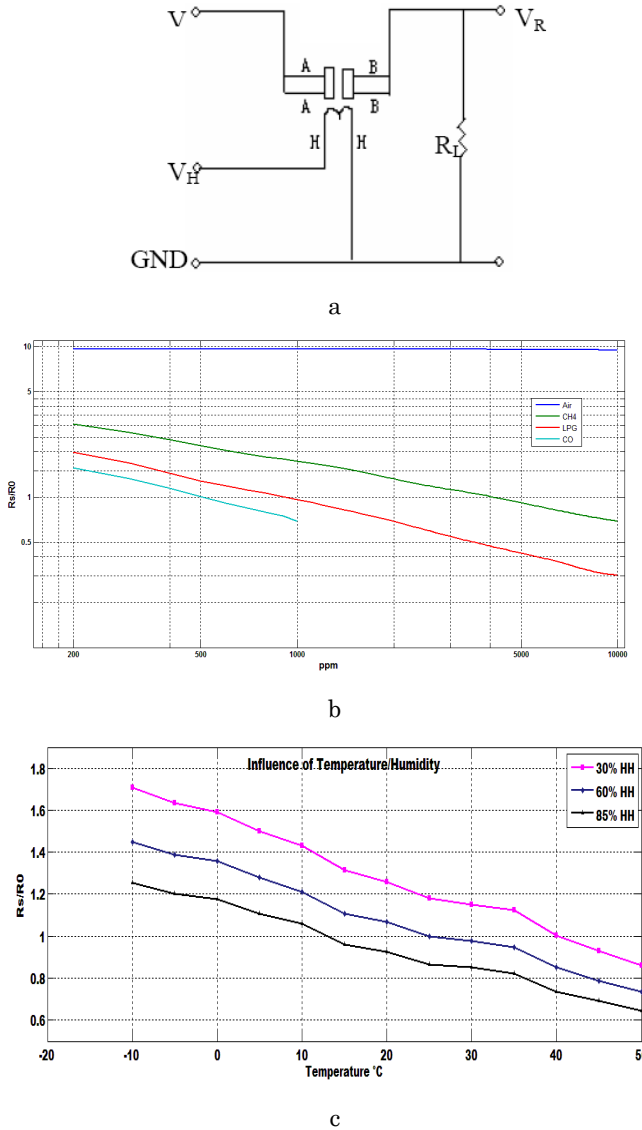 V
V_R
A
B
A
B
H
H
V_H
R_L
GND
a
10
5
1
0.5
Rs/R0
Air
CH4
LPG
CO
200
500
1000
5000
10000
ppm
b
Influence of Temperature/Humidity
30% HH
60% HH
85% HH
1.8
1.6
1.4
1.2
1
0.8
0.6
Rs/R0
-20
-10
0
10
20
30
40
Temperature °C
c